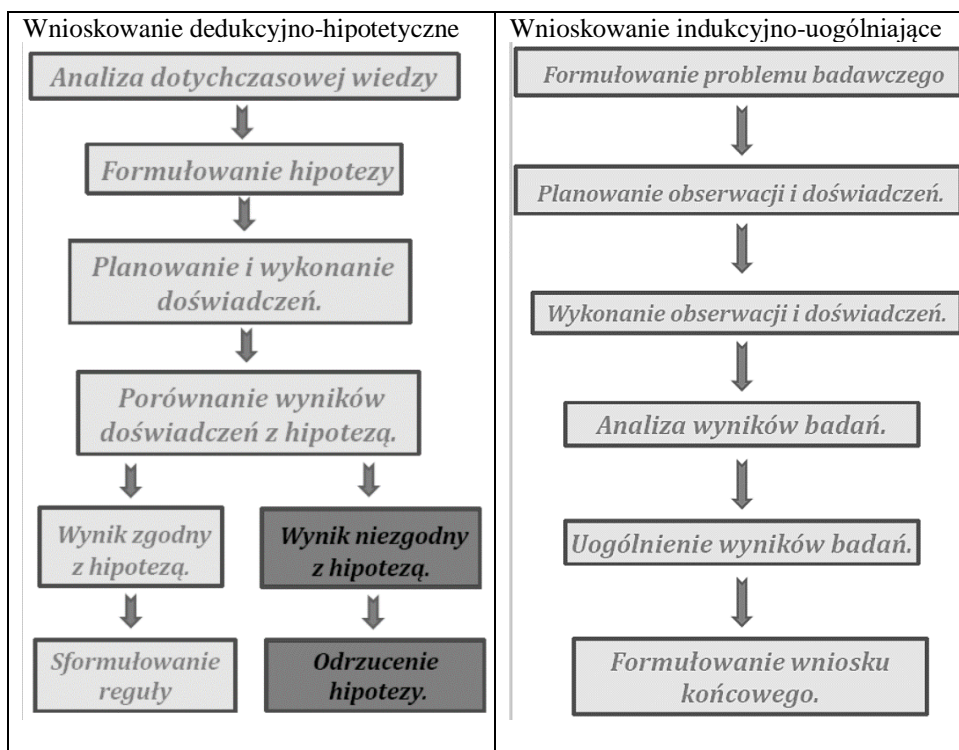 Wnioskowanie dedukcyjno-hipotetyczne
Analiza dotychczasowej wiedzy
Formułowanie hipotezy
Planowanie i wykonanie
doświadczeń.
Porównanie wyników
doświadczeń z hipotezą.
Wynik zgodny
z hipotezą.
Wynik niezgodny
z hipotezą.
Sformułowanie
reguły
Odrzucenie
hipotezy.
Wnioskowanie indukcyjno-uogólniające
Formułowanie problemu badawczego
Planowanie obserwacji i doświadczeń.
Wykonanie obserwacji i doświadczeń.
Analiza wyników badań.
Uogólnienie wyników badań.
Formułowanie wniosku
końcowego.